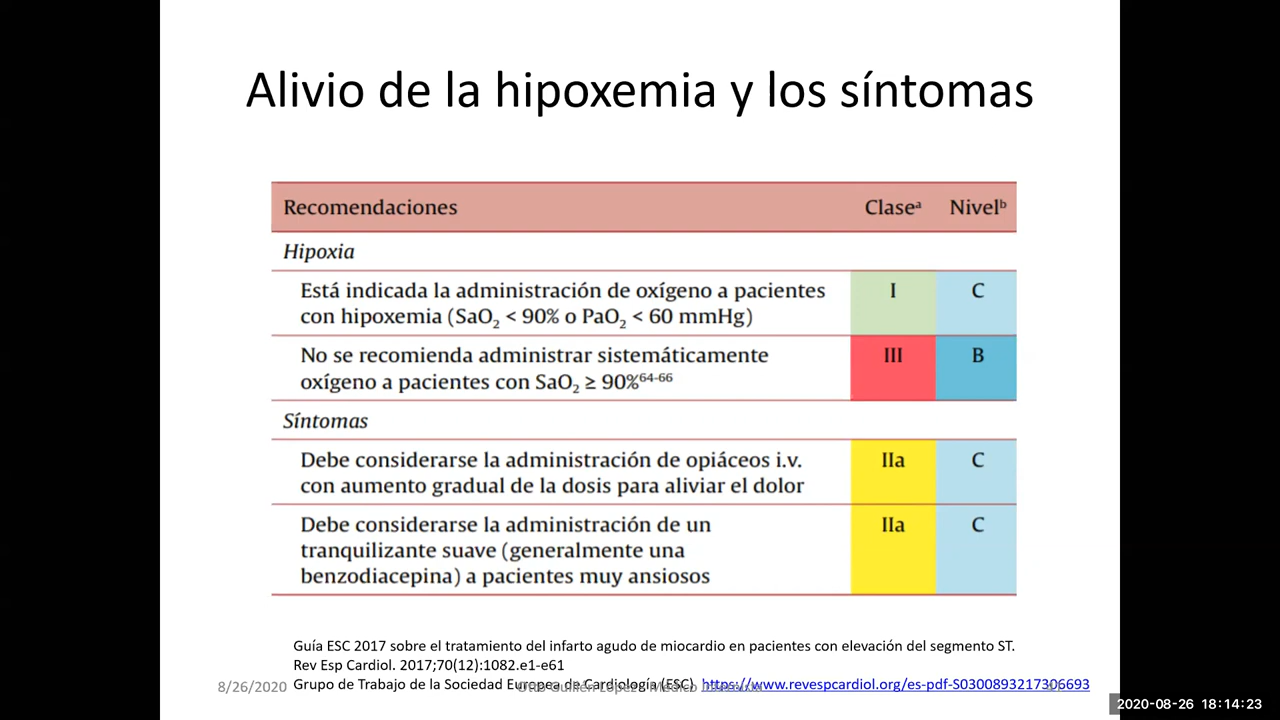 Alivio de la hipoxemia y los síntomas
Recomendaciones Claseᵃ Nivelᵇ
Hipoxia
Está indicada la administración de oxígeno a pacientes I C
con hipoxemia (SaO₂ < 90% o PaO₂ < 60 mmHg)
No se recomienda administrar sistemáticamente III B
oxígeno a pacientes con SaO₂ ≥ 90%⁶⁴⁻⁶⁶
Síntomas
Debe considerarse la administración de opiáceos i.v. IIa C
con aumento gradual de la dosis para aliviar el dolor
Debe considerarse la administración de un IIa C
tranquilizante suave (generalmente una
benzodiacepina) a pacientes muy ansiosos
Guía ESC 2017 sobre el tratamiento del infarto agudo de miocardio en pacientes con elevación del segmento ST.
Rev Esp Cardiol. 2017;70(12):1082.e1-e61
8/26/2020 Grupo de Trabajo de la Sociedad Europea de Cardiología (ESC) https://www.revespcardiol.org/es-pdf-S0300893217306693
2020-08-26 18:14:23